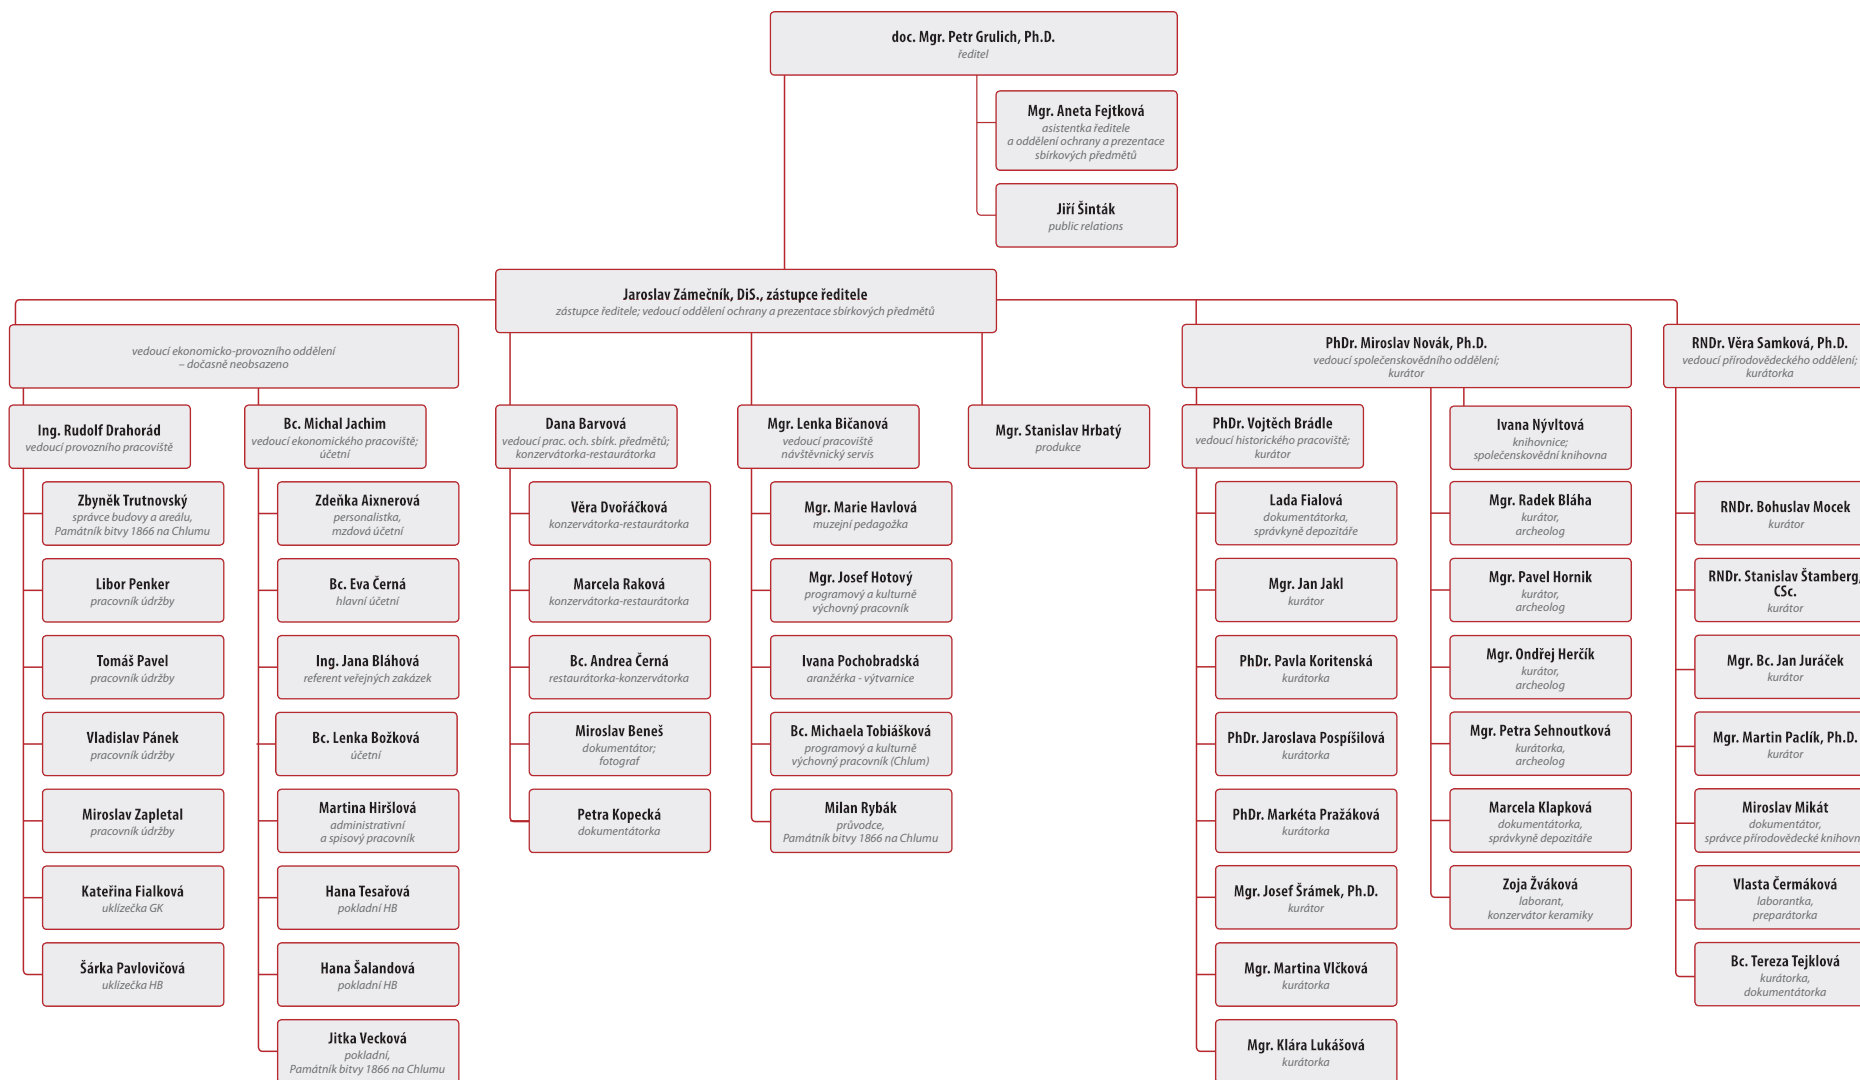 doc. Mgr. Petr Grulich, Ph.D.
ředitel
Mgr. Aneta Fejtková
asistentka ředitele
a oddělení ochrany a prezentace
sbírkových předmětů
Jiří Šinták
public relations
Jaroslav Zámečník, DiS., zástupce ředitele
zástupce ředitele; vedoucí oddělení ochrany a prezentace sbírkových předmětů
vedoucí ekonomicko-provozního oddělení
– dočasně neobsazeno
PhDr. Miroslav Novák, Ph.D.
vedoucí společenskovědního oddělení;
kurátor
RNDr. Věra Samková, Ph.D.
vedoucí přírodovědeckého oddělení;
kurátorka
Ing. Rudolf Drahorád
vedoucí provozního pracoviště
Zbyněk Trutnovský
správce budovy a areálu,
Památník bitvy 1866 na Chlumu
Libor Penker
pracovník údržby
Tomáš Pavel
pracovník údržby
Vladislav Pánek
pracovník údržby
Miroslav Zapletal
pracovník údržby
Kateřina Fialková
uklízečka GK
Šárka Pavlovičová
uklízečka HB
Bc. Michal Jachim
vedoucí ekonomického pracoviště;
účetní
Zdeňka Aixnerová
personalistka,
mzdová účetní
Bc. Eva Černá
hlavní účetní
Ing. Jana Bláhová
referent veřejných zakázek
Bc. Lenka Božková
účetní
Martina Hiršlová
administrativní
a spisový pracovník
Hana Tesařová
pokladní HB
Hana Šalandová
pokladní HB
Jitka Vecková
pokladní,
Památník bitvy 1866 na Chlumu
Dana Barvová
vedoucí prac. och. sbírk. předmětů;
konzervátorka-restaurátorka
Věra Dvořáčková
konzervátorka-restaurátorka
Marcela Raková
konzervátorka-restaurátorka
Bc. Andrea Černá
restaurátorka-konzervátorka
Miroslav Beneš
dokumentátor;
fotograf
Petra Kopecká
dokumentátorka
Mgr. Lenka Bičanová
vedoucí pracoviště
návštěvnický servis
Mgr. Marie Havlová
muzejní pedagožka
Mgr. Josef Hotový
programový a kulturně
výchovný pracovník
Ivana Pochobradská
aranžérka - výtvarnice
Bc. Michaela Tobiášková
programový a kulturně
výchovný pracovník (Chlum)
Milan Rybák
průvodce,
Památník bitvy 1866 na Chlumu
Mgr. Stanislav Hrbatý
produkce
PhDr. Vojtěch Brádle
vedoucí historického pracoviště;
kurátor
Lada Fialová
dokumentátorka,
správkyně depozitáře
Mgr. Jan Jakl
kurátor
PhDr. Pavla Koritenská
kurátorka
PhDr. Jaroslava Pospíšilová
kurátorka
PhDr. Markéta Pražáková
kurátorka
Mgr. Josef Šrámek, Ph.D.
kurátor
Mgr. Martina Vlčková
kurátorka
Mgr. Klára Lukášová
kurátorka
Ivana Nývltová
knihovnice;
společenskovědní knihovna
Mgr. Radek Bláha
kurátor,
archeolog
Mgr. Pavel Hornik
kurátor,
archeolog
Mgr. Ondřej Herčík
kurátor,
archeolog
Mgr. Petra Sehnoutková
kurátorka,
archeolog
Marcela Klapková
dokumentátorka,
správkyně depozitáře
Zoja Žváková
laborant,
konzervátor keramiky
RNDr. Bohuslav Mocek
kurátor
RNDr. Stanislav Štamberg,
CSc.
kurátor
Mgr. Bc. Jan Juráček
kurátor
Mgr. Martin Paclík, Ph.D.
kurátor
Miroslav Mikát
dokumentátor,
správce přírodovědecké knihovn
Vlasta Čermáková
laborantka,
preparátorka
Bc. Tereza Tejklová
kurátorka,
dokumentátorka